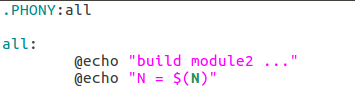 .PHONY:all
all:
@echo "build module2 ..."
@echo "N = $(N)"